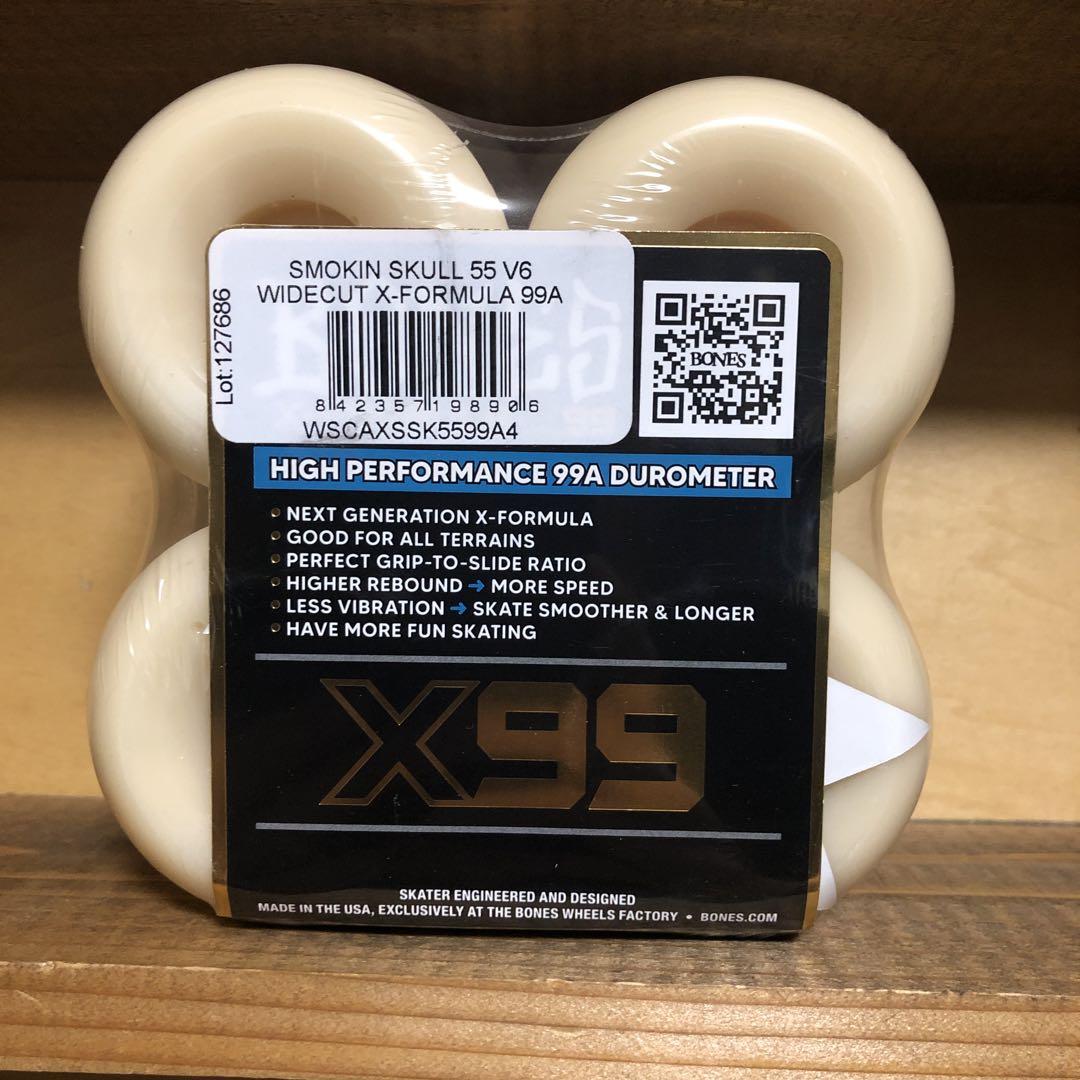 SMOKIN SKULL 55 V6
WIDECUT X-FORMULA 99A
Lot:127686
8 42357 19890 6
WSCAXSSK5599A4
BONES
HIGH PERFORMANCE 99A DUROMETER
• NEXT GENERATION X-FORMULA
• GOOD FOR ALL TERRAINS
• PERFECT GRIP-TO-SLIDE RATIO
• HIGHER REBOUND → MORE SPEED
• LESS VIBRATION → SKATE SMOOTHER & LONGER
• HAVE MORE FUN SKATING
X99
SKATER ENGINEERED AND DESIGNED
MADE IN THE USA, EXCLUSIVELY AT THE BONES WHEELS FACTORY • BONES.COM